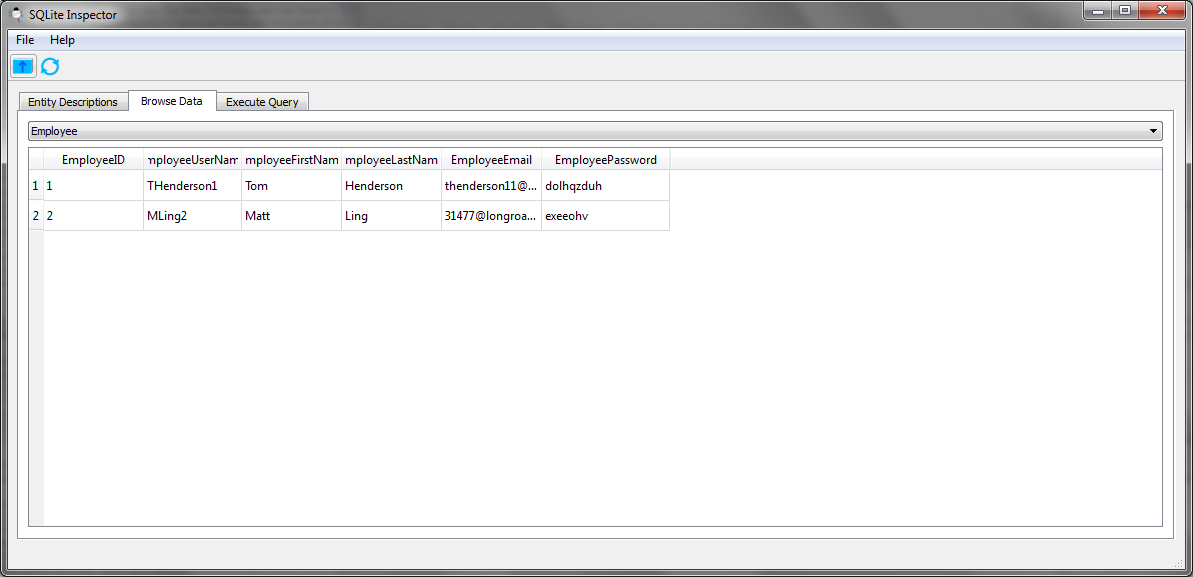 SQLite Inspector
File Help
Entity Descriptions Browse Data Execute Query
Employee
EmployeeID mployeeUserNam mployeeFirstNam mployeeLastNam EmployeeEmail EmployeePassword
1 1 THenderson1 Tom Henderson thenderson11@... dolhqzduh
2 2 MLing2 Matt Ling 31477@longroa... exeeohv